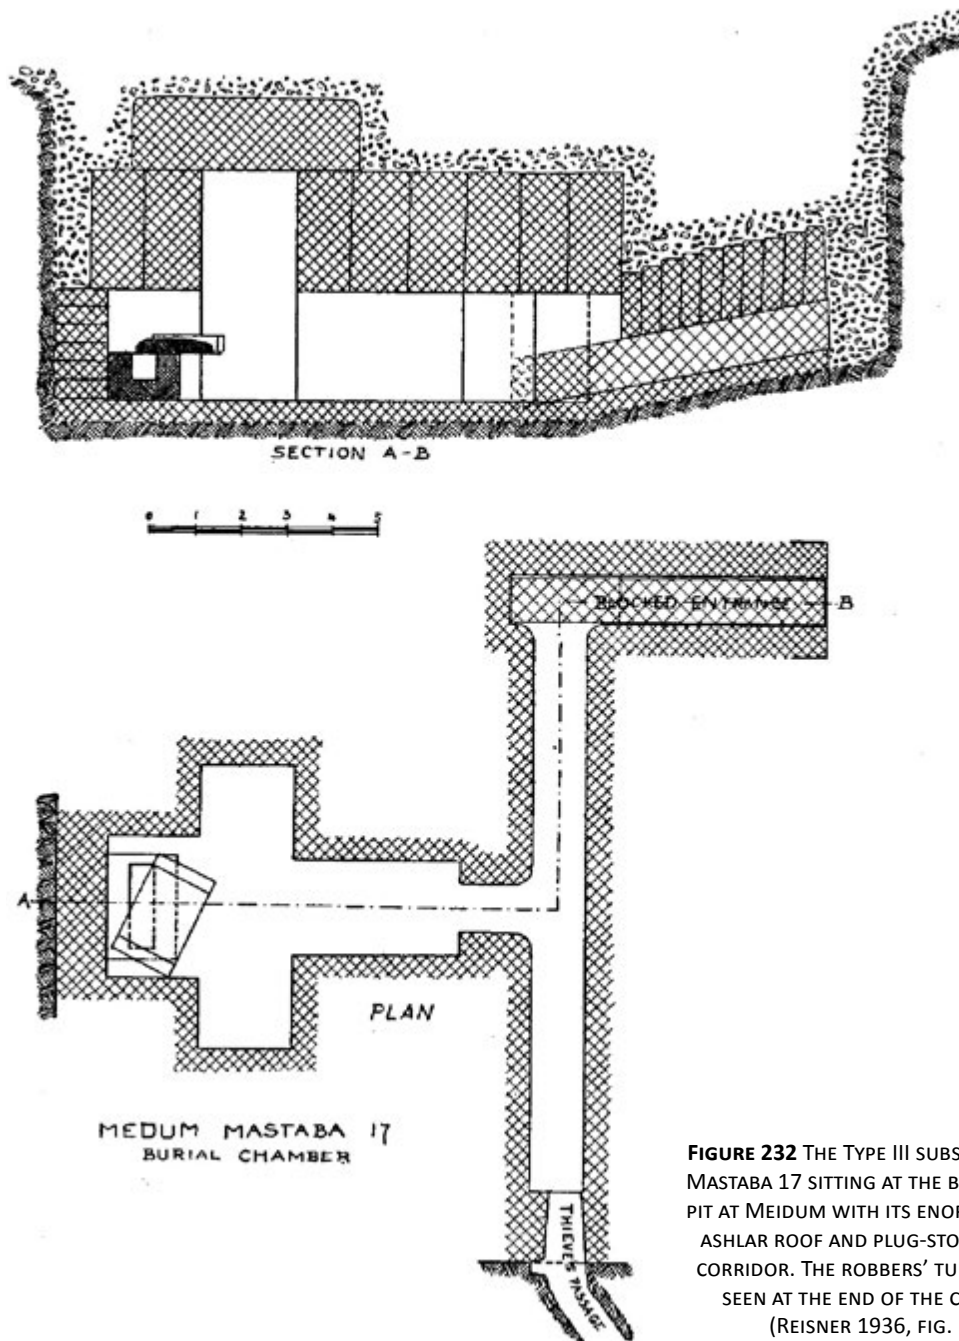 SECTION A-B
0 1 2 3 4 5
BLOCKED ENTRANCE B
A
PLAN
MEDUM MASTABA 17
BURIAL CHAMBER
THIEVES PASSAGE
FIGURE 232 THE TYPE III SUBS
MASTABA 17 SITTING AT THE B
PIT AT MEIDUM WITH ITS ENOR
ASHLAR ROOF AND PLUG-STO
CORRIDOR. THE ROBBERS’ TU
SEEN AT THE END OF THE C
(REISNER 1936, FIG.